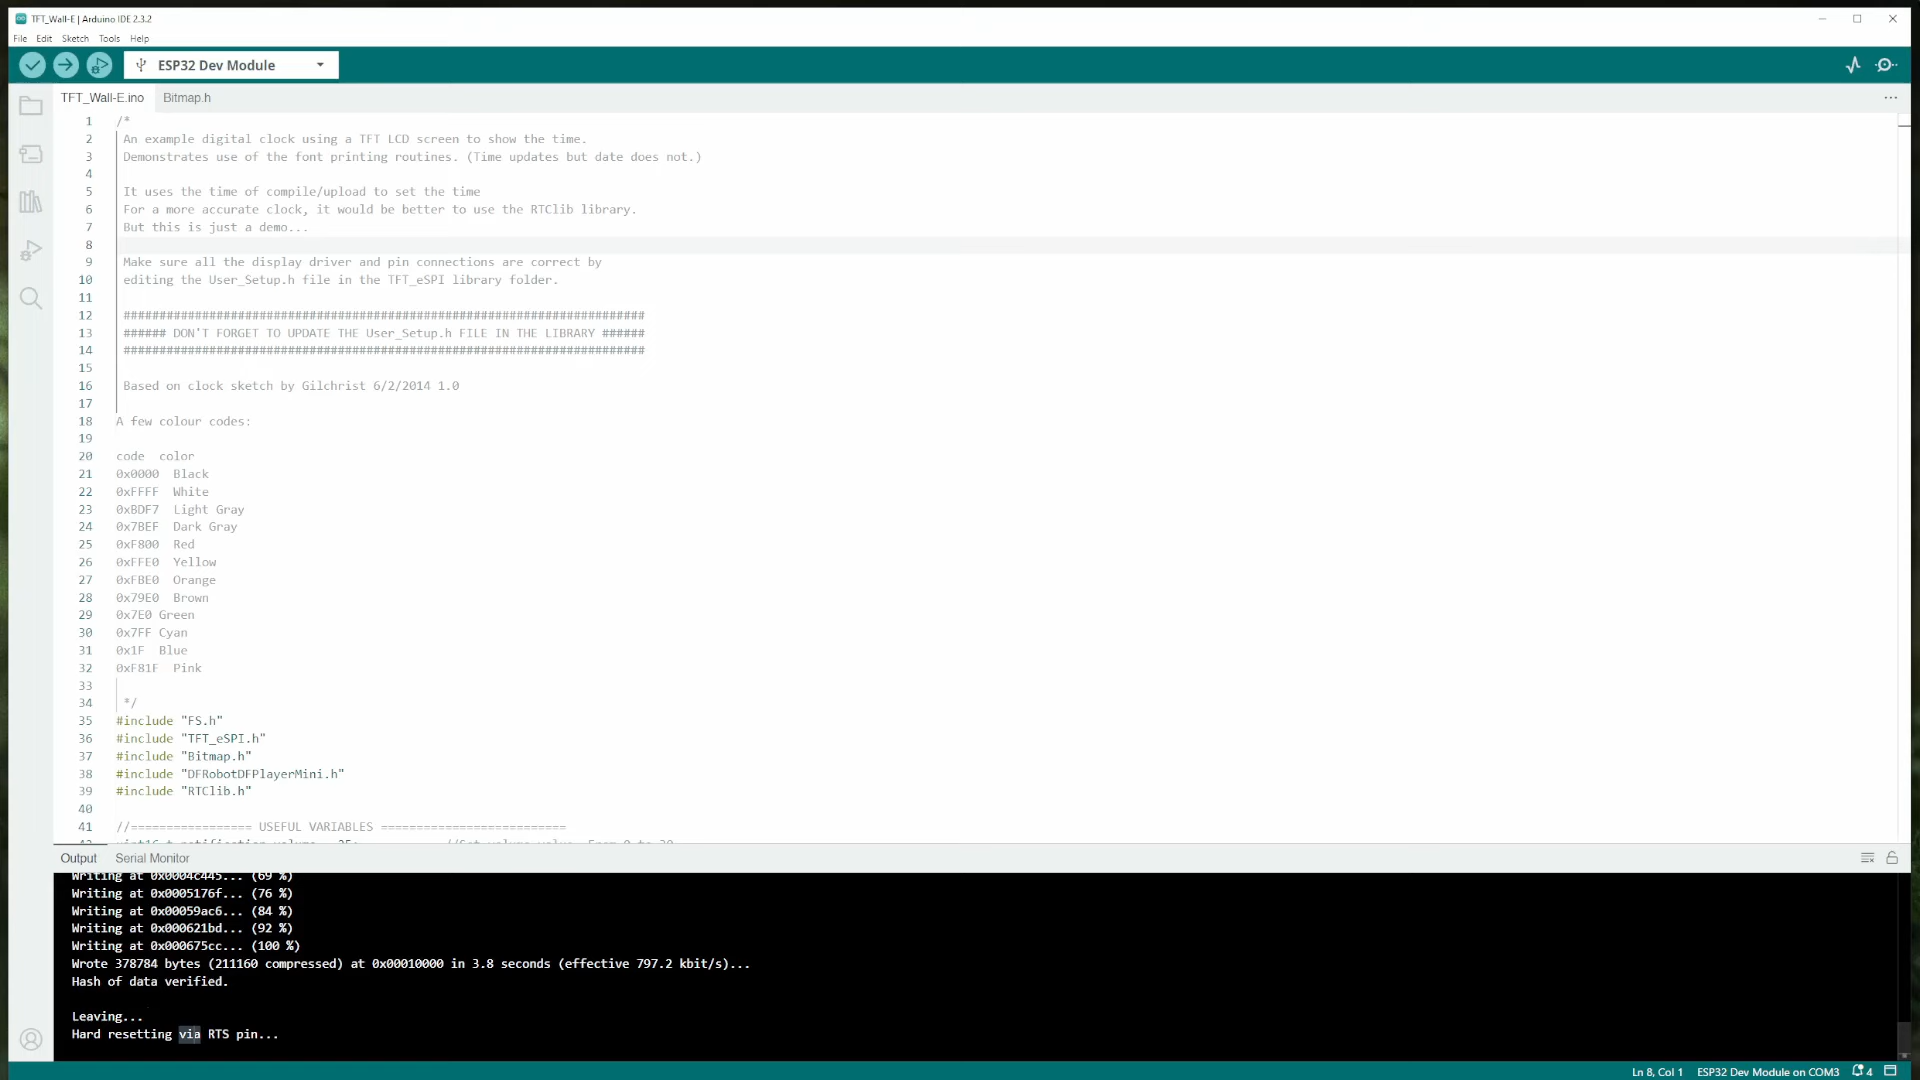 TFT_Wall-E | Arduino IDE 2.3.2
File Edit Sketch Tools Help
ESP32 Dev Module
TFT_Wall-E.ino Bitmap.h
1 /*
2 An example digital clock using a TFT LCD screen to show the time.
3 Demonstrates use of the font printing routines. (Time updates but date does not.)
4
5 It uses the time of compile/upload to set the time
6 For a more accurate clock, it would be better to use the RTClib library.
7 But this is just a demo...
8
9 Make sure all the display driver and pin connections are correct by
10 editing the User_Setup.h file in the TFT_eSPI library folder.
11
12 #########################################################################
13 ###### DON'T FORGET TO UPDATE THE User_Setup.h FILE IN THE LIBRARY ######
14 #########################################################################
15
16 Based on clock sketch by Gilchrist 6/2/2014 1.0
17
18 A few colour codes:
19
20 code color
21 0x0000 Black
22 0xFFFF White
23 0xBDF7 Light Gray
24 0x7BEF Dark Gray
25 0xF800 Red
26 0xFFE0 Yellow
27 0xFBE0 Orange
28 0x79E0 Brown
29 0x7E0 Green
30 0x7FF Cyan
31 0x1F Blue
32 0xF81F Pink
33
34 */
35 #include "FS.h"
36 #include "TFT_eSPI.h"
37 #include "Bitmap.h"
38 #include "DFRobotDFPlayerMini.h"
39 #include "RTClib.h"
40
41 //================= USEFUL VARIABLES ==========================
Output Serial Monitor
Writing at 0x0004c445... (69 %)
Writing at 0x0005176f... (76 %)
Writing at 0x00059ac6... (84 %)
Writing at 0x000621bd... (92 %)
Writing at 0x000675cc... (100 %)
Wrote 378784 bytes (211160 compressed) at 0x00010000 in 3.8 seconds (effective 797.2 kbit/s)...
Hash of data verified.
Leaving...
Hard resetting via RTS pin...
Ln 8, Col 1 ESP32 Dev Module on COM3 4